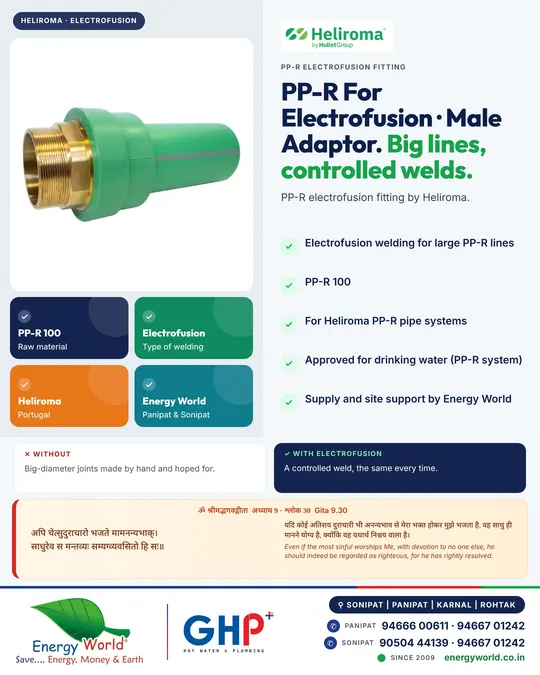 HELIROMA · ELECTROFUSION
Heliroma
by Huliot Group
PP-R ELECTROFUSION FITTING
PP-R For
Electrofusion · Male
Adaptor. Big lines,
controlled welds.
PP-R electrofusion fitting by Heliroma.
Electrofusion welding for large PP-R lines
PP-R 100
For Heliroma PP-R pipe systems
Approved for drinking water (PP-R system)
Supply and site support by Energy World
PP-R 100
Raw material
Electrofusion
Type of welding
Heliroma
Portugal
Energy World
Panipat & Sonipat
× WITHOUT
Big-diameter joints made by hand and hoped for.
✓ WITH ELECTROFUSION
A controlled weld, the same every time.
ॐ श्रीमद्भगवद्गीता अध्याय 9 · श्लोक 30 Gita 9.30
अपि चेत्सुदुराचारो भजते मामनन्यभाक्।
साधुरेव स मन्तव्यः सम्यग्व्यवसितो हि सः॥
यदि कोई अतिशय दुराचारी भी अनन्यभाव से मेरा भक्त होकर मुझे भजता है, वह साधु ही
मानने योग्य है, क्योंकि वह यथार्थ निश्चय वाला है।
Even if the most sinful worships Me, with devotion to no one else, he
should indeed be regarded as righteous, for he has rightly resolved.
Energy World
Save.... Energy, Money & Earth
GHP+
HOT WATER & PLUMBING
SONIPAT | PANIPAT | KARNAL | ROHTAK
PANIPAT 94666 00611 · 94667 01242
SONIPAT 90504 44139 · 94667 01242
SINCE 2009 energyworld.co.in